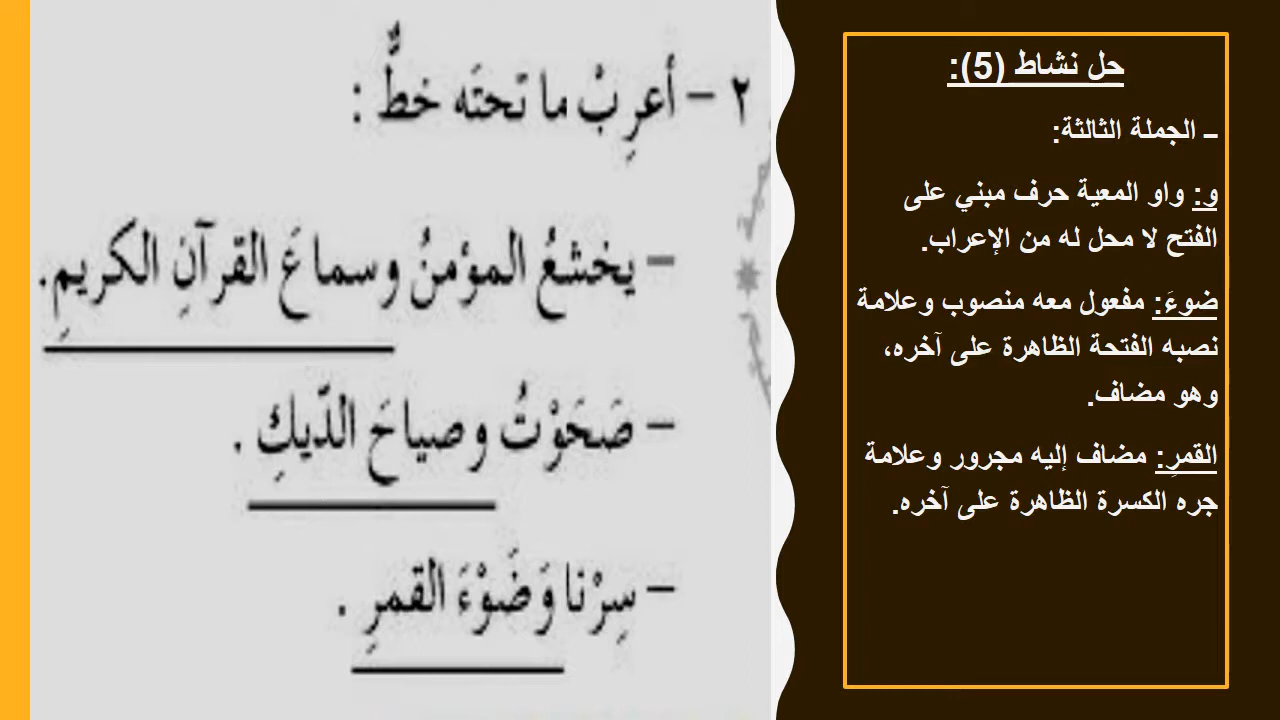 حل نشاط (5):
ــ الجملة الثالثة:
و: واو المعية حرف مبني على
الفتح لا محل له من الإعراب.
ضوءَ: مفعول معه منصوب وعلامة
نصبه الفتحة الظاهرة على آخره،
وهو مضاف.
القمرِ: مضاف إليه مجرور وعلامة
جره الكسرة الظاهرة على آخره.
٢ – أعرِبْ ما تحتَه خطٌّ :
– يخشعُ المؤمنُ وسماعَ القرآنِ الكريمِ.
– صَحَوْتُ وصياحَ الدّيكِ .
– سِرْنا وَضَوْءَ القمرِ .